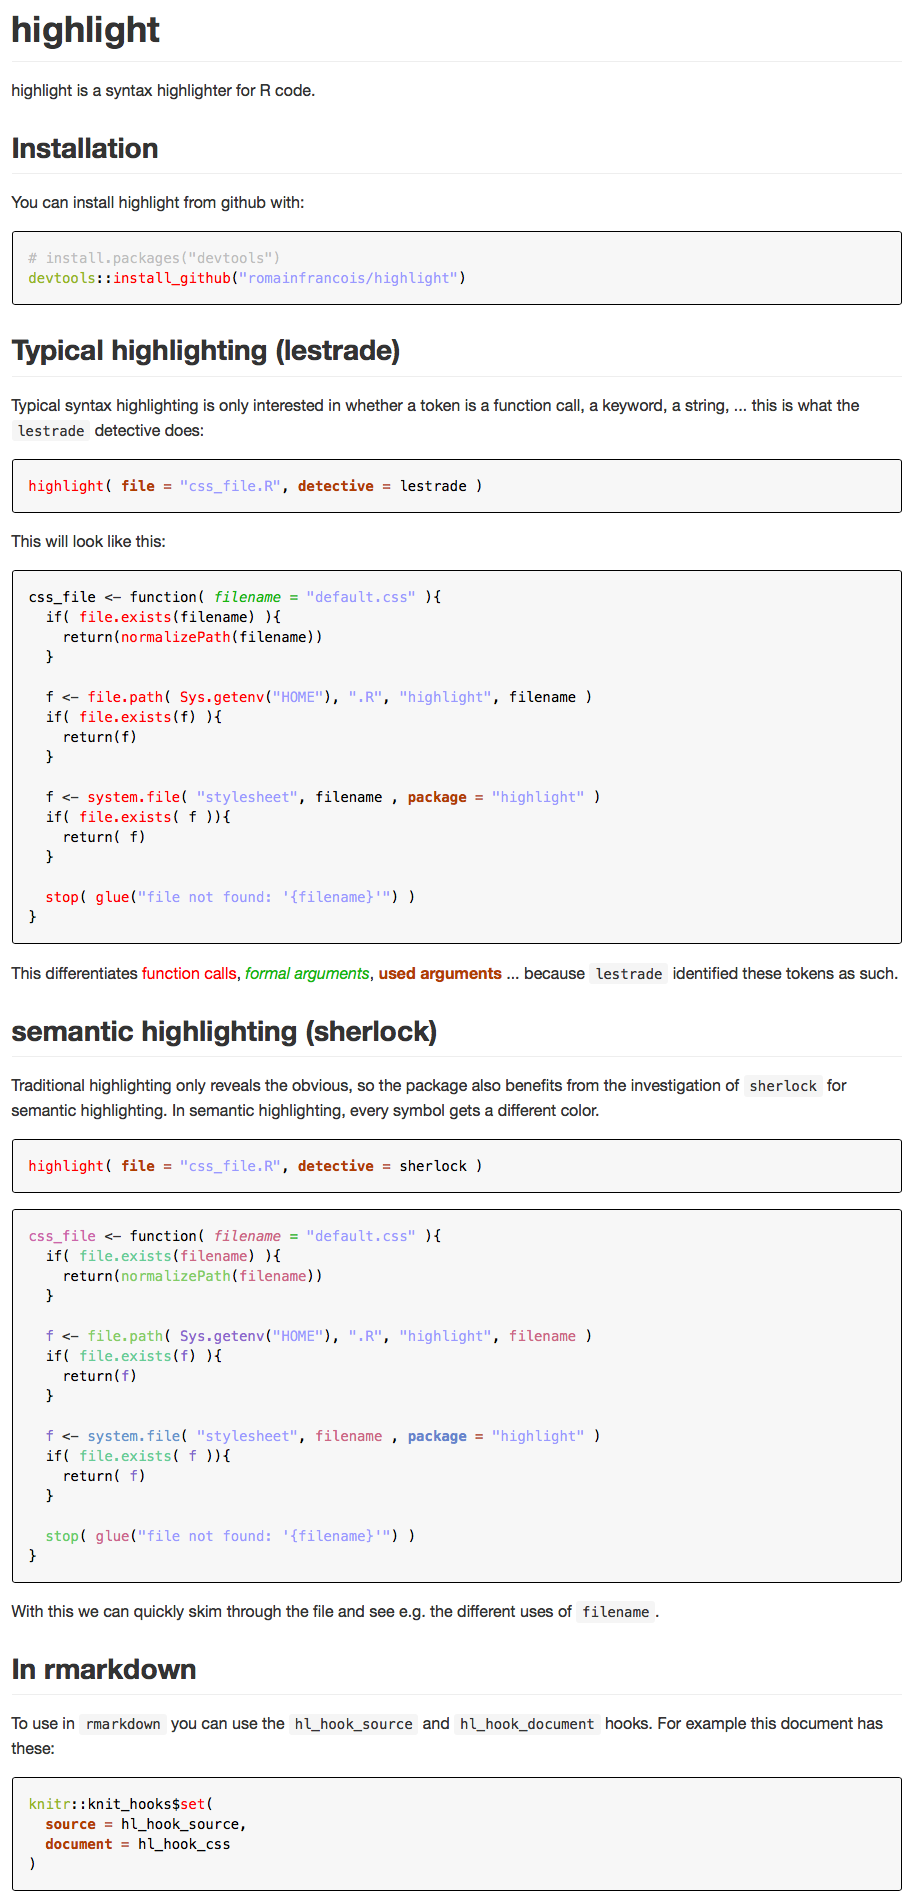 highlight
highlight is a syntax highlighter for R code.
Installation
You can install highlight from github with:
# install.packages("devtools")
devtools::install_github("romainfrancois/highlight")
Typical highlighting (lestrade)
Typical syntax highlighting is only interested in whether a token is a function call, a keyword, a string, ... this is what the
lestrade detective does:
highlight( file = "css_file.R", detective = lestrade )
This will look like this:
css_file <- function( filename = "default.css" ){
  if( file.exists(filename) ){
    return(normalizePath(filename))
  }
  f <- file.path( Sys.getenv("HOME"), ".R", "highlight", filename )
  if( file.exists(f) ){
    return(f)
  }
  f <- system.file( "stylesheet", filename , package = "highlight" )
  if( file.exists( f )){
    return( f)
  }
  stop( glue("file not found: '{filename}'") )
}
This differentiates function calls, formal arguments, used arguments ... because lestrade identified these tokens as such.
semantic highlighting (sherlock)
Traditional highlighting only reveals the obvious, so the package also benefits from the investigation of sherlock for
semantic highlighting. In semantic highlighting, every symbol gets a different color.
highlight( file = "css_file.R", detective = sherlock )
css_file <- function( filename = "default.css" ){
  if( file.exists(filename) ){
    return(normalizePath(filename))
  }
  f <- file.path( Sys.getenv("HOME"), ".R", "highlight", filename )
  if( file.exists(f) ){
    return(f)
  }
  f <- system.file( "stylesheet", filename , package = "highlight" )
  if( file.exists( f )){
    return( f)
  }
  stop( glue("file not found: '{filename}'") )
}
With this we can quickly skim through the file and see e.g. the different uses of filename .
In rmarkdown
To use in rmarkdown you can use the hl_hook_source and hl_hook_document hooks. For example this document has
these:
knitr::knit_hooks$set(
  source = hl_hook_source,
  document = hl_hook_css
)